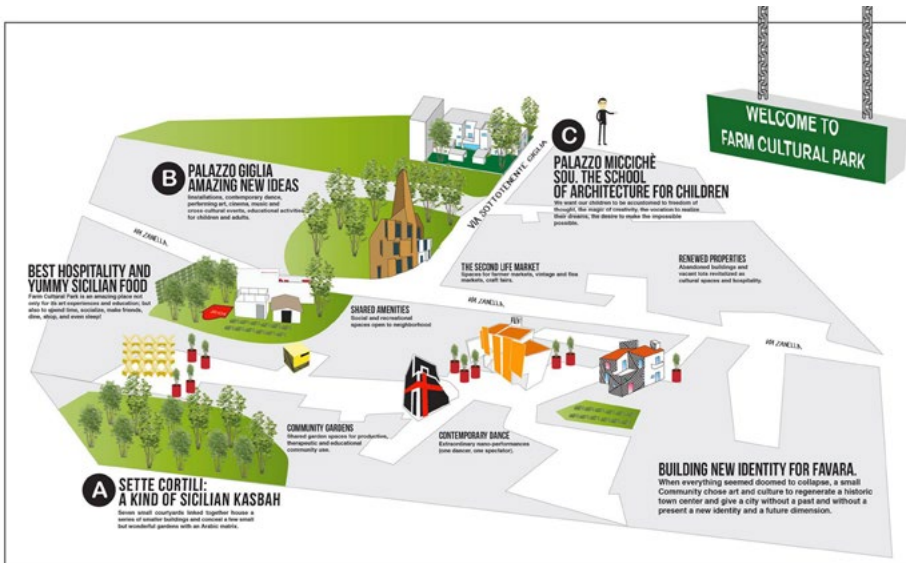 WELCOME TO
FARM CULTURAL PARK
C
PALAZZO MICCICHÈ
SOU. THE SCHOOL
OF ARCHITECTURE FOR CHILDREN
We want our children to be accustomed to freedom of
thought, the magic of creativity, the vocation to realize
their dreams, the desire to make the impossible
possible.
VIA SOTTOTENENTE GIGLIA
B
PALAZZO GIGLIA
AMAZING NEW IDEAS
Installations, contemporary dance,
performing art, cinema, music and
cross-cultural events, educational activities
for children and adults.
VIA ZANELLA.
BEST HOSPITALITY AND
YUMMY SICILIAN FOOD
Farm Cultural Park is an amazing place not
only for its art experiences and education; but
also to spend time, socialize, make friends,
dine, shop, and even sleep!
THE SECOND LIFE MARKET
Spaces for farmer markets, vintage and flea
markets, craft fairs.
RENEWED PROPERTIES
Abandoned buildings and
vacant lots revitalized as
cultural spaces and hospitality.
SHARED AMENITIES
Social and recreational
spaces open to neighborhood
VIA ZANELLA.
VIA ZANELLA.
COMMUNITY GARDENS
Shared garden spaces for productive,
therapeutic and educational
community use.
CONTEMPORARY DANCE
Extraordinary nano-performances
(one dancer, one spectator).
A
SETTE CORTILI:
A KIND OF SICILIAN KASBAH
Seven small courtyards linked together house a
series of smaller buildings and conceal a few small
but wonderful gardens with an Arabic matrix.
BUILDING NEW IDENTITY FOR FAVARA.
When everything seemed doomed to collapse, a small
Community chose art and culture to regenerate a historic
town center and give a city without a past and without a
present a new identity and a future dimension.